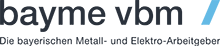 bayme vbm
Die bayerischen Metall- und Elektro-Arbeitgeber